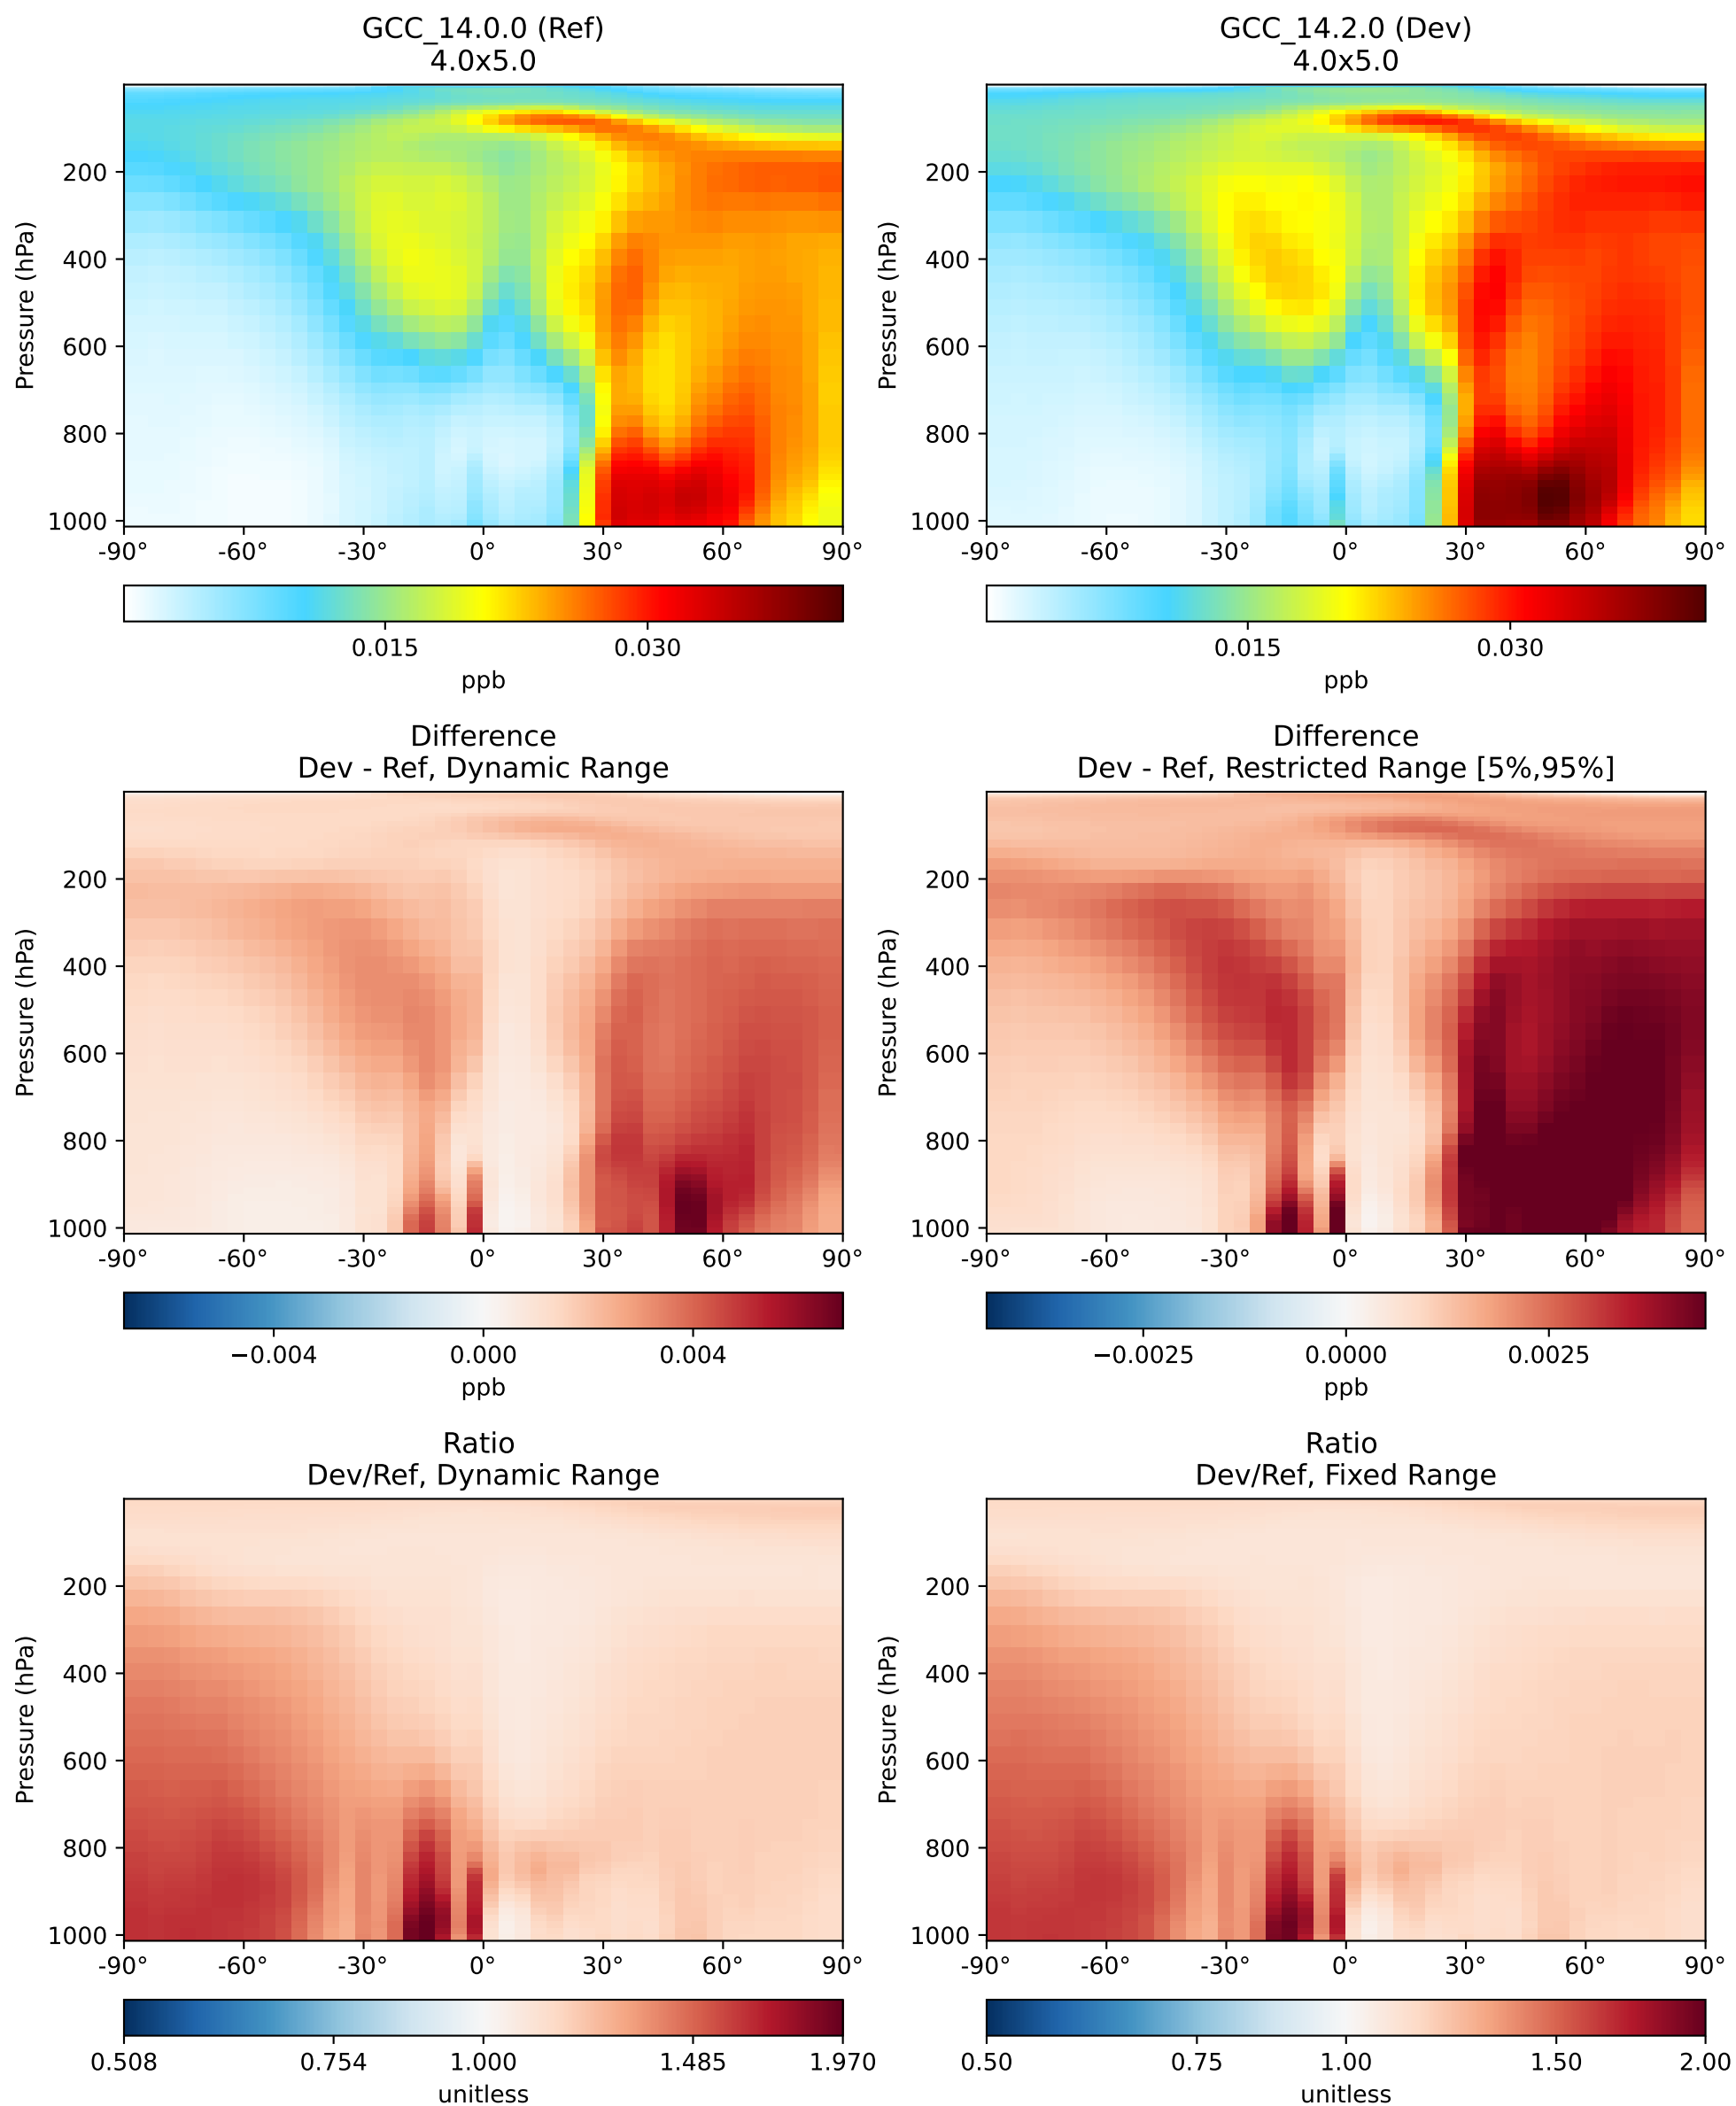 GCC_14.0.0 (Ref)
4.0x5.0
Pressure (hPa)
200
400
600
800
1000
-90° -60° -30° 0° 30° 60° 90°
0.015 0.030
ppb
GCC_14.2.0 (Dev)
4.0x5.0
Pressure (hPa)
200
400
600
800
1000
-90° -60° -30° 0° 30° 60° 90°
0.015 0.030
ppb
Difference
Dev - Ref, Dynamic Range
Pressure (hPa)
200
400
600
800
1000
-90° -60° -30° 0° 30° 60° 90°
−0.004 0.000 0.004
ppb
Difference
Dev - Ref, Restricted Range [5%,95%]
Pressure (hPa)
200
400
600
800
1000
-90° -60° -30° 0° 30° 60° 90°
−0.0025 0.0000 0.0025
ppb
Ratio
Dev/Ref, Dynamic Range
Pressure (hPa)
200
400
600
800
1000
-90° -60° -30° 0° 30° 60° 90°
0.508 0.754 1.000 1.485 1.970
unitless
Ratio
Dev/Ref, Fixed Range
Pressure (hPa)
200
400
600
800
1000
-90° -60° -30° 0° 30° 60° 90°
0.50 0.75 1.00 1.50 2.00
unitless